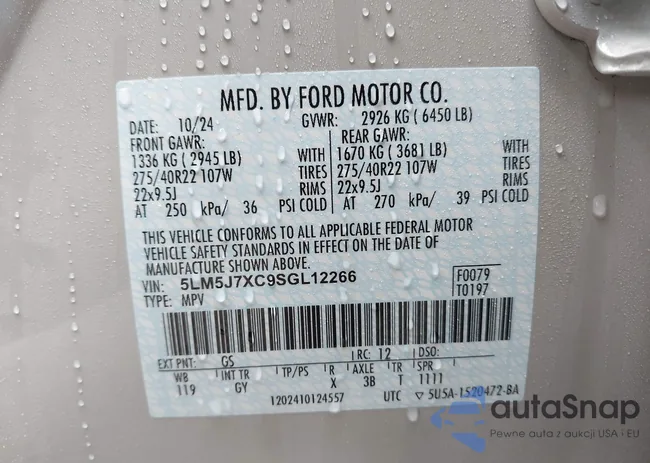 MFD. BY FORD MOTOR CO.
DATE: 10/24 GVWR: 2926 KG ( 6450 LB)
FRONT GAWR: REAR GAWR:
1336 KG ( 2945 LB) WITH 1670 KG ( 3681 LB) WITH
275/40R22 107W TIRES 275/40R22 107W TIRES
22x9.5J RIMS 22x9.5J RIMS
AT 250 kPa/ 36 PSI COLD AT 270 kPa/ 39 PSI COLD
THIS VEHICLE CONFORMS TO ALL APPLICABLE FEDERAL MOTOR
VEHICLE SAFETY STANDARDS IN EFFECT ON THE DATE OF
MANUFACTURE SHOWN ABOVE.
VIN: 5LM5J7XC9SGL12266 F0079
TYPE: MPV T0197
EXT PNT: GS RC: 12 DSO:
WB INT TR TP/PS R AXLE TR SPR
119 GY X 3B T 1111
1202410124557 UTC ▽ 5U5A-1520472-BA
autaSnap
Pewne auta z aukcji USA i EU